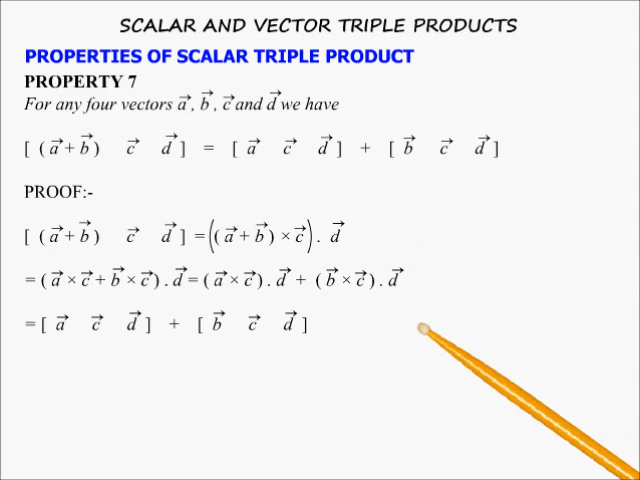 SCALAR AND VECTOR TRIPLE PRODUCTS
PROPERTIES OF SCALAR TRIPLE PRODUCT
PROPERTY 7
For any four vectors a⃗ , b⃗ , c⃗ and d⃗ we have
[ ( a⃗ + b⃗ ) c⃗ d⃗ ] = [ a⃗ c⃗ d⃗ ] + [ b⃗ c⃗ d⃗ ]
PROOF:-
[ ( a⃗ + b⃗ ) c⃗ d⃗ ] = ( ( a⃗ + b⃗ ) × c⃗ ) . d⃗
= ( a⃗ × c⃗ + b⃗ × c⃗ ) . d⃗ = ( a⃗ × c⃗ ) . d⃗ + ( b⃗ × c⃗ ) . d⃗
= [ a⃗ c⃗ d⃗ ] + [ b⃗ c⃗ d⃗ ]